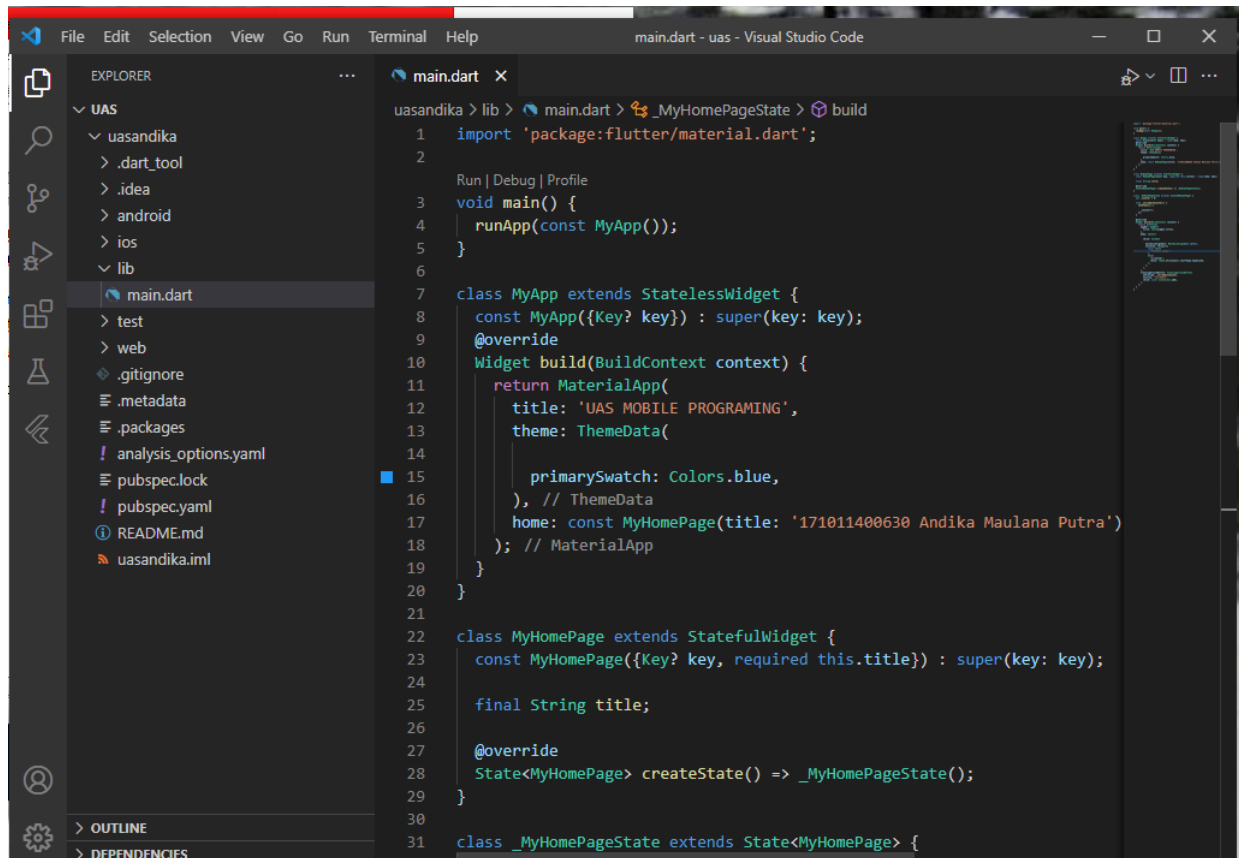 File Edit Selection View Go Run Terminal Help main.dart - uas - Visual Studio Code
EXPLORER
UAS
uasandika
.dart_tool
.idea
android
ios
lib
main.dart
test
web
.gitignore
.metadata
.packages
analysis_options.yaml
pubspec.lock
pubspec.yaml
README.md
uasandika.iml
OUTLINE
DEPENDENCIES
main.dart
uasandika > lib > main.dart > _MyHomePageState > build
1 import 'package:flutter/material.dart';
2
Run | Debug | Profile
3 void main() {
4 runApp(const MyApp());
5 }
6
7 class MyApp extends StatelessWidget {
8 const MyApp({Key? key}) : super(key: key);
9 @override
10 Widget build(BuildContext context) {
11 return MaterialApp(
12 title: 'UAS MOBILE PROGRAMING',
13 theme: ThemeData(
14
15 primarySwatch: Colors.blue,
16 ), // ThemeData
17 home: const MyHomePage(title: '171011400630 Andika Maulana Putra')
18 ); // MaterialApp
19 }
20 }
21
22 class MyHomePage extends StatefulWidget {
23 const MyHomePage({Key? key, required this.title}) : super(key: key);
24
25 final String title;
26
27 @override
28 State<MyHomePage> createState() => _MyHomePageState();
29 }
30
31 class _MyHomePageState extends State<MyHomePage> {